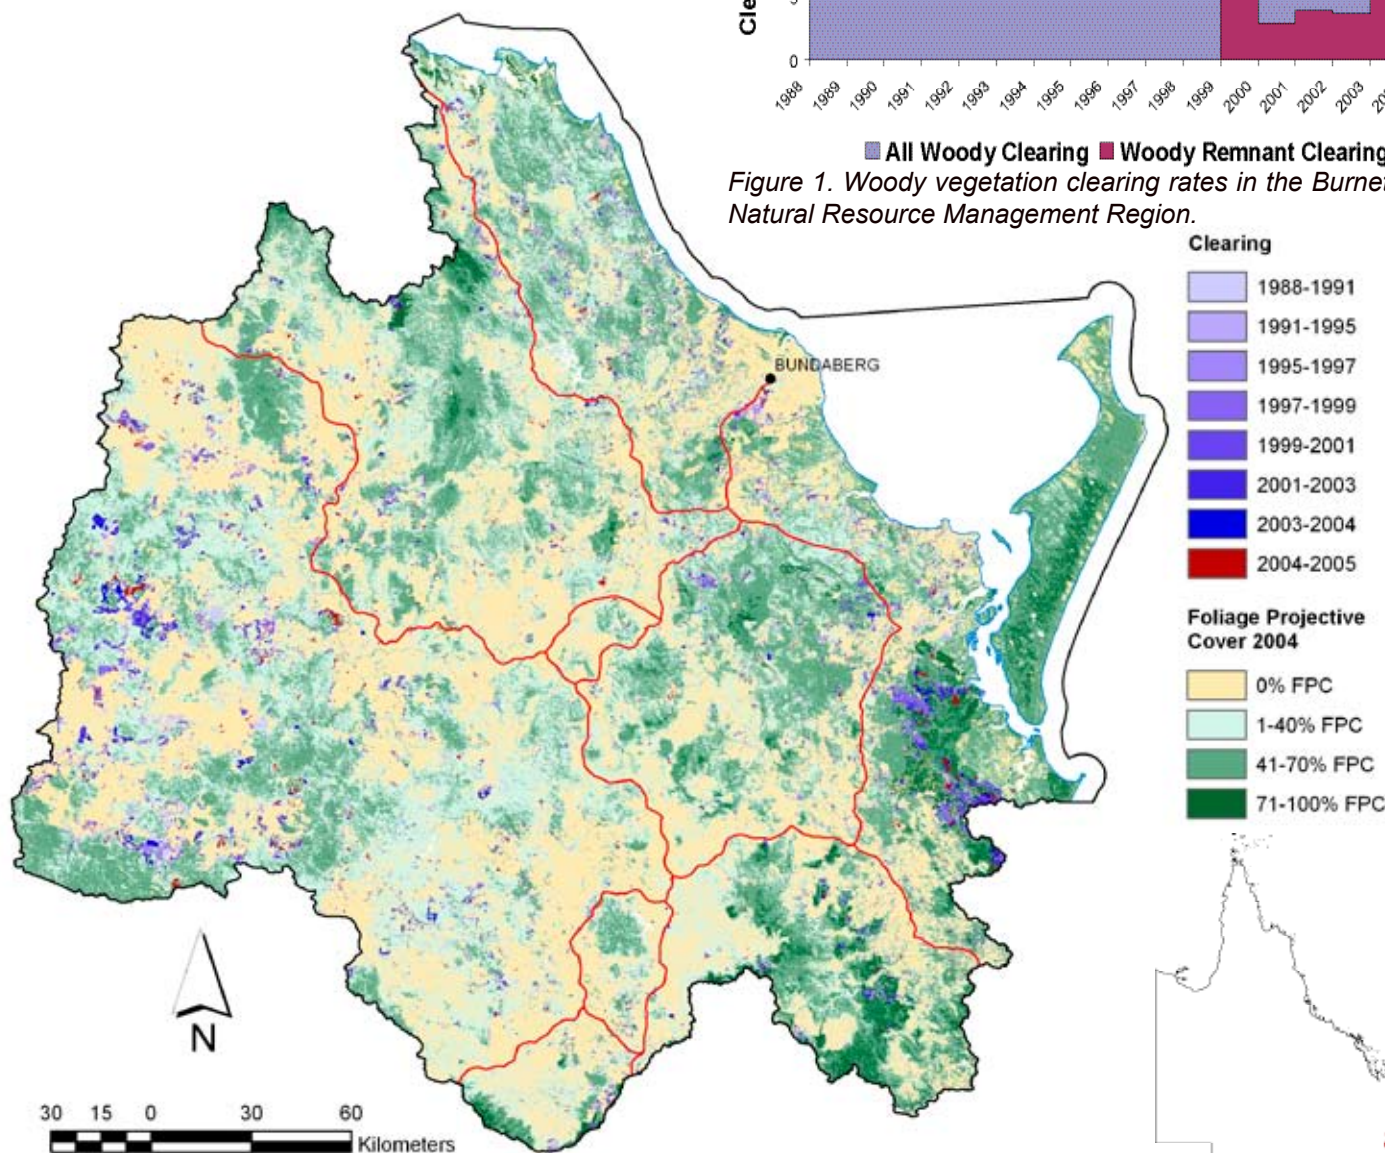 Cle
5
0
1988
1989
1990
1991
1992
1993
1994
1995
1996
1997
1998
1999
2000
2001
2002
2003
All Woody Clearing Woody Remnant Clearing
Figure 1. Woody vegetation clearing rates in the Burnet
Natural Resource Management Region.
Clearing
1988-1991
1991-1995
1995-1997
1997-1999
1999-2001
2001-2003
2003-2004
2004-2005
BUNDABERG
Foliage Projective
Cover 2004
0% FPC
1-40% FPC
41-70% FPC
71-100% FPC
N
30 15 0 30 60
Kilometers